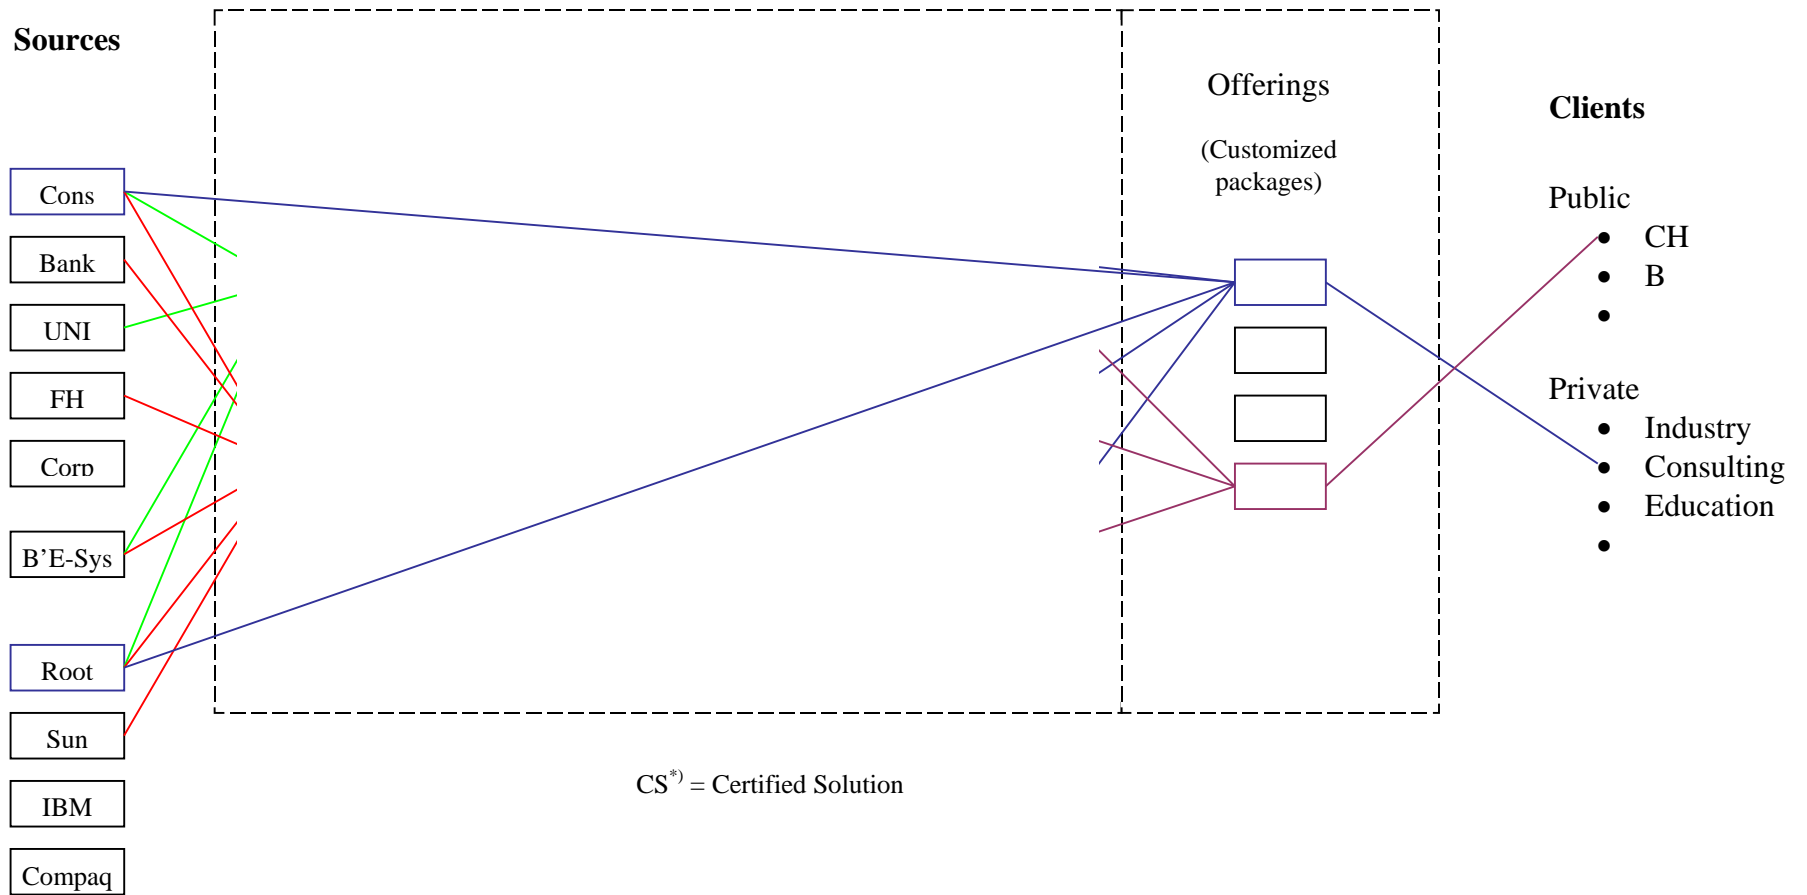 Sources
Cons
Bank
UNI
FH
Corp
B’E-Sys
Root
Sun
IBM
Compaq
Offerings
(Customized
packages)
CS*) = Certified Solution
Clients
Public
• CH
• B
•
Private
• Industry
• Consulting
• Education
•